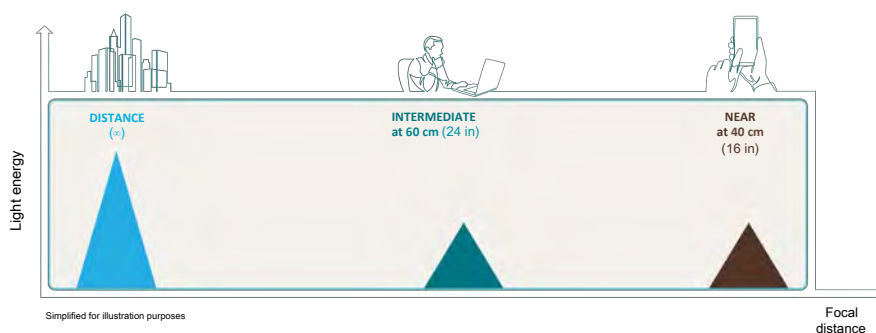 DISTANCE
(∞)
INTERMEDIATE
at 60 cm (24 in)
NEAR
at 40 cm
(16 in)
Light energy
Simplified for illustration purposes
Focal
distance